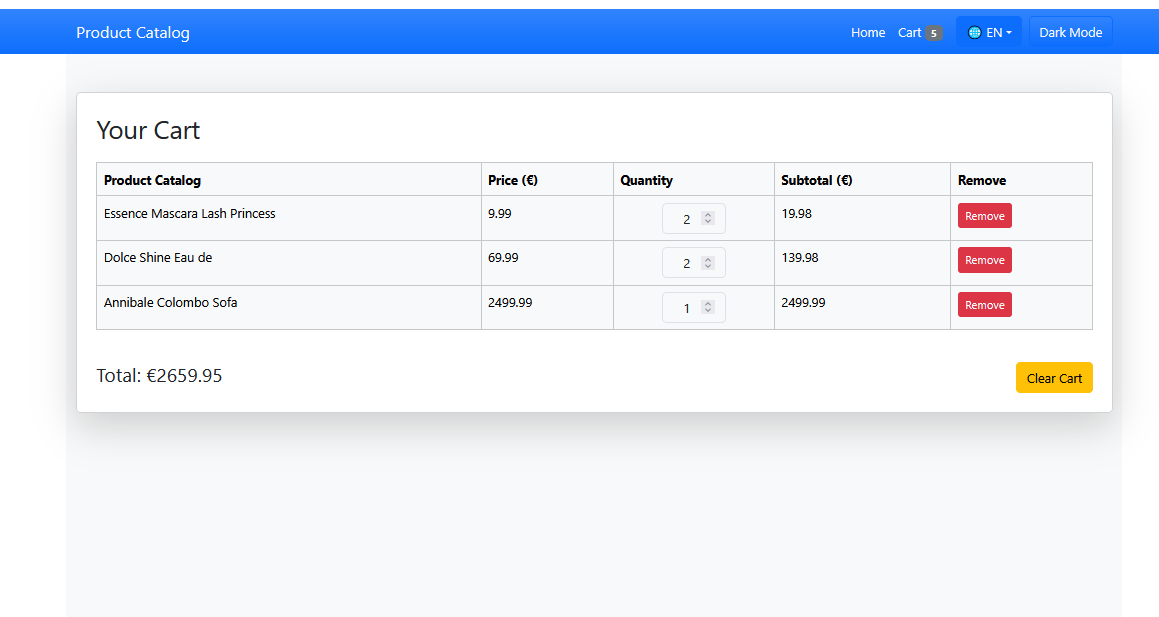 Product Catalog Home Cart 5 🌐 EN Dark Mode
Your Cart
Product Catalog Price (€) Quantity Subtotal (€) Remove
Essence Mascara Lash Princess 9.99 2 19.98 Remove
Dolce Shine Eau de 69.99 2 139.98 Remove
Annibale Colombo Sofa 2499.99 1 2499.99 Remove
Total: €2659.95 Clear Cart